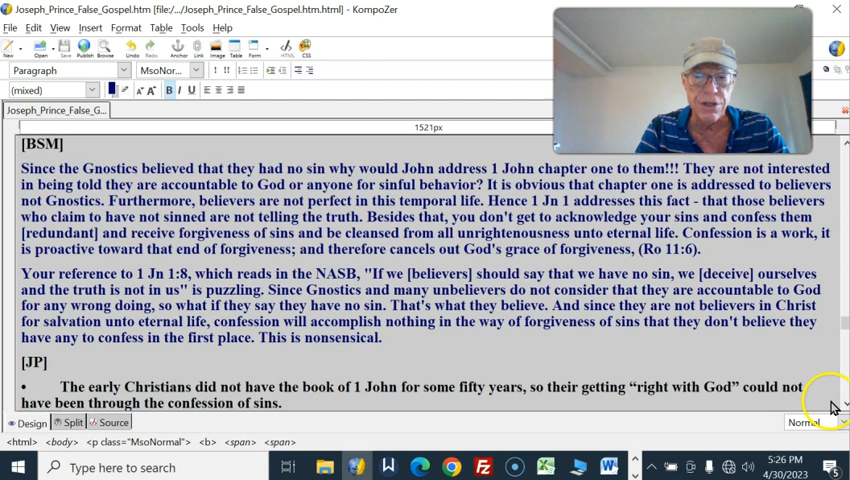 Joseph_Prince_False_Gospel.htm [file:/.../Joseph_Prince_False_Gospel.htm.html] - KompoZer
File Edit View Insert Format Table Tools Help
New Open Save Publish Browse Undo Redo Anchor Link Image Table Form HTML CSS
Paragraph MsoNor...
(mixed) B I U
Joseph_Prince_False_G...
1521px
[BSM]
Since the Gnostics believed that they had no sin why would John address 1 John chapter one to them!!! They are not interested
in being told they are accountable to God or anyone for sinful behavior? It is obvious that chapter one is addressed to believers
not Gnostics. Furthermore, believers are not perfect in this temporal life. Hence 1 Jn 1 addresses this fact - that those believers
who claim to have not sinned are not telling the truth. Besides that, you don't get to acknowledge your sins and confess them
[redundant] and receive forgiveness of sins and be cleansed from all unrighteousness unto eternal life. Confession is a work, it
is proactive toward that end of forgiveness; and therefore cancels out God's grace of forgiveness, (Ro 11:6).
Your reference to 1 Jn 1:8, which reads in the NASB, "If we [believers] should say that we have no sin, we [deceive] ourselves
and the truth is not in us" is puzzling. Since Gnostics and many unbelievers do not consider that they are accountable to God
for any wrong doing, so what if they say they have no sin. That's what they believe. And since they are not believers in Christ
for salvation unto eternal life, confession will accomplish nothing in the way of forgiveness of sins that they don't believe they
have any to confess in the first place. This is nonsensical.
[JP]
• The early Christians did not have the book of 1 John for some fifty years, so their getting “right with God” could not
have been through the confession of sins.
Design Split Source Normal
<html> <body> <p class="MsoNormal"> <b> <span> <span>
Type here to search
5:26 PM
4/30/2023
5